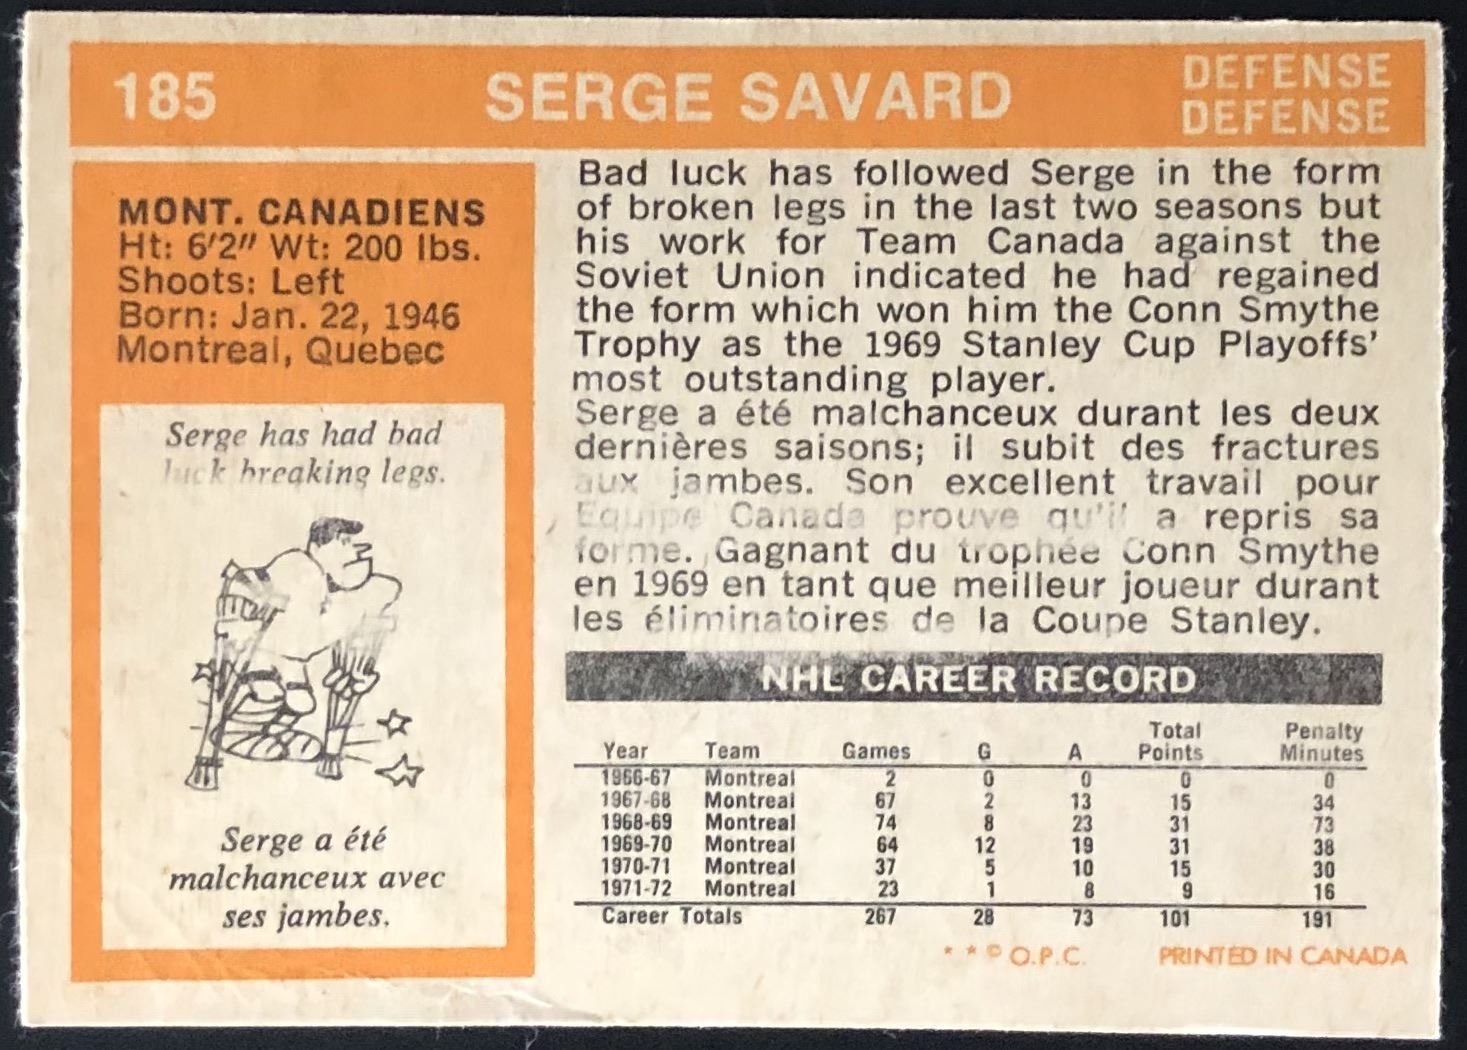 185
SERGE SAVARD
DEFENSE
DEFENSE
MONT. CANADIENS
Ht: 6'2" Wt: 200 lbs.
Shoots: Left
Born: Jan. 22, 1946
Montreal, Quebec
Serge has had bad
luck breaking legs.
Serge a été
malchanceux avec
ses jambes.
Bad luck has followed Serge in the form
of broken legs in the last two seasons but
his work for Team Canada against the
Soviet Union indicated he had regained
the form which won him the Conn Smythe
Trophy as the 1969 Stanley Cup Playoffs'
most outstanding player.
Serge a été malchanceux durant les deux
dernières saisons; il subit des fractures
aux jambes. Son excellent travail pour
Equipe Canada prouve qu'il a repris sa
forme. Gagnant du trophée Conn Smythe
en 1969 en tant que meilleur joueur durant
les éliminatoires de la Coupe Stanley.
NHL CAREER RECORD
Year Team Games G A Total Points Penalty Minutes
1966-67 Montreal 2 0 0 0 0
1967-68 Montreal 67 2 13 15 34
1968-69 Montreal 74 8 23 31 73
1969-70 Montreal 64 12 19 31 38
1970-71 Montreal 37 5 10 15 30
1971-72 Montreal 23 1 8 9 16
Career Totals 267 28 73 101 191
* * © O.P.C. PRINTED IN CANADA